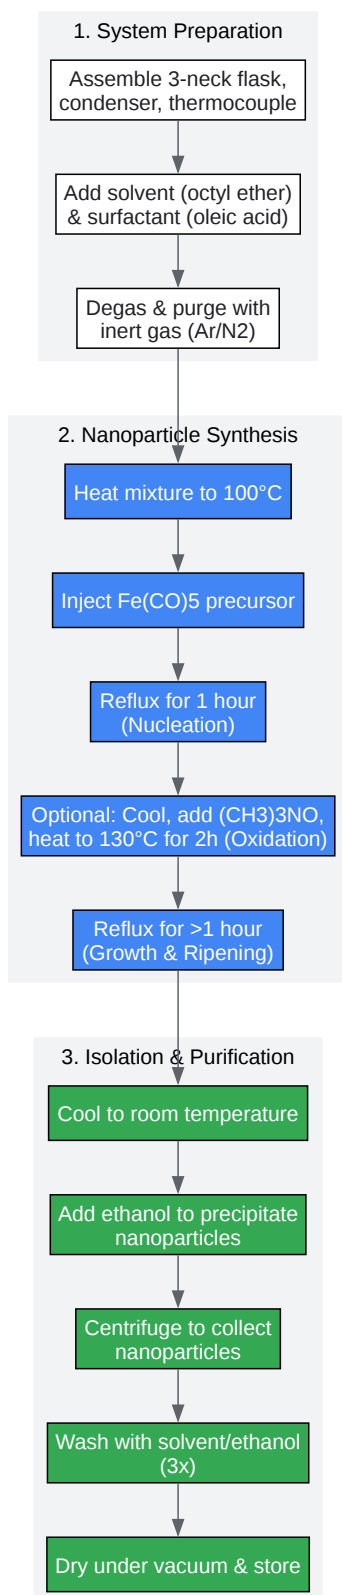 1. System Preparation
Assemble 3-neck flask,
condenser, thermocouple
Add solvent (octyl ether)
& surfactant (oleic acid)
Degas & purge with
inert gas (Ar/N2)
2. Nanoparticle Synthesis
Heat mixture to 100°C
Inject Fe(CO)5 precursor
Reflux for 1 hour
(Nucleation)
Optional: Cool, add (CH3)3NO,
heat to 130°C for 2h (Oxidation)
Reflux for >1 hour
(Growth & Ripening)
3. Isolation & Purification
Cool to room temperature
Add ethanol to precipitate
nanoparticles
Centrifuge to collect
nanoparticles
Wash with solvent/ethanol
(3x)
Dry under vacuum & store